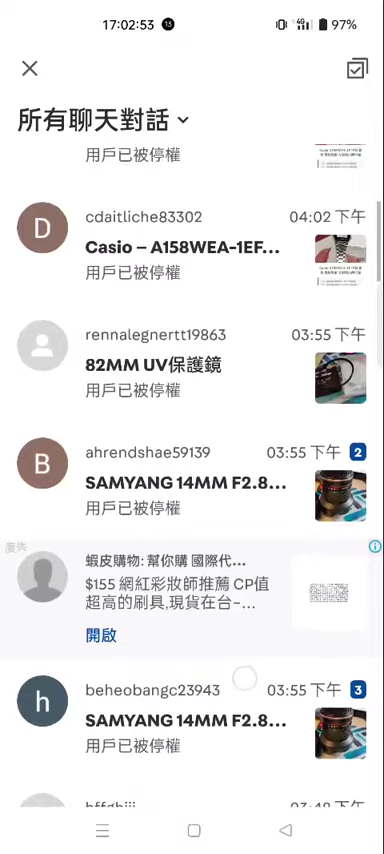 17:02:53
13
4G
97%
所有聊天對話
用戶已被停權
cdaitliche83302
04:02 下午
Casio – A158WEA-1EF...
用戶已被停權
rennalegnertt19863
03:55 下午
82MM UV保護鏡
用戶已被停權
ahrendshae59139
03:55 下午
2
SAMYANG 14MM F2.8...
用戶已被停權
廣告
蝦皮購物: 幫你購 國際代...
$155 網紅彩妝師推薦 CP值
超高的刷具,現貨在台~...
開啟
beheobangc23943
03:55 下午
3
SAMYANG 14MM F2.8...
用戶已被停權
D
B
h